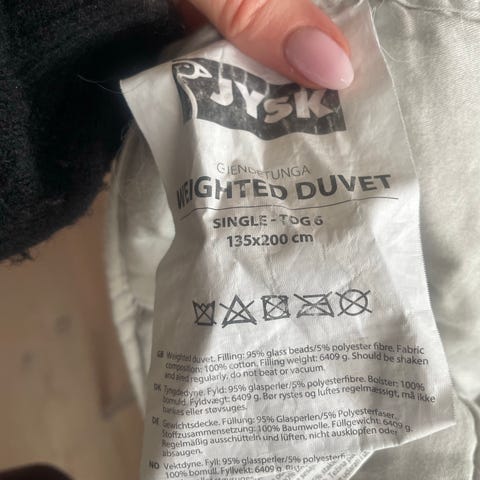 JYSK
GJENDETUNGA
WEIGHTED DUVET
SINGLE - TOG 6
135x200 cm
GB Weighted duvet. Filling: 95% glass beads/5% polyester fibre. Fabric
composition: 100% cotton. Filling weight: 6409 g. Should be shaken
and aired regularly, do not beat or vacuum.
DK Tyngdedyne. Fyld: 95% glasperler/5% polyesterfibre. Bolster: 100%
bomuld. Fyldvægt: 6409 g. Bør rystes og luftes regelmæssigt, må ikke
bankes eller støvsuges.
DE Gewichtsdecke. Füllung: 95% Glasperlen/5% Polyesterfaser.
Stoffzusammensetzung: 100% Baumwolle. Füllgewicht: 6409 g.
Regelmäßig ausschütteln und lüften, nicht ausklopfen oder
absaugen.
NO Vektdyne. Fyll: 95% glassperler/5% polyesterfiber.
100% bomull. Fyllvekt: 6409 g.